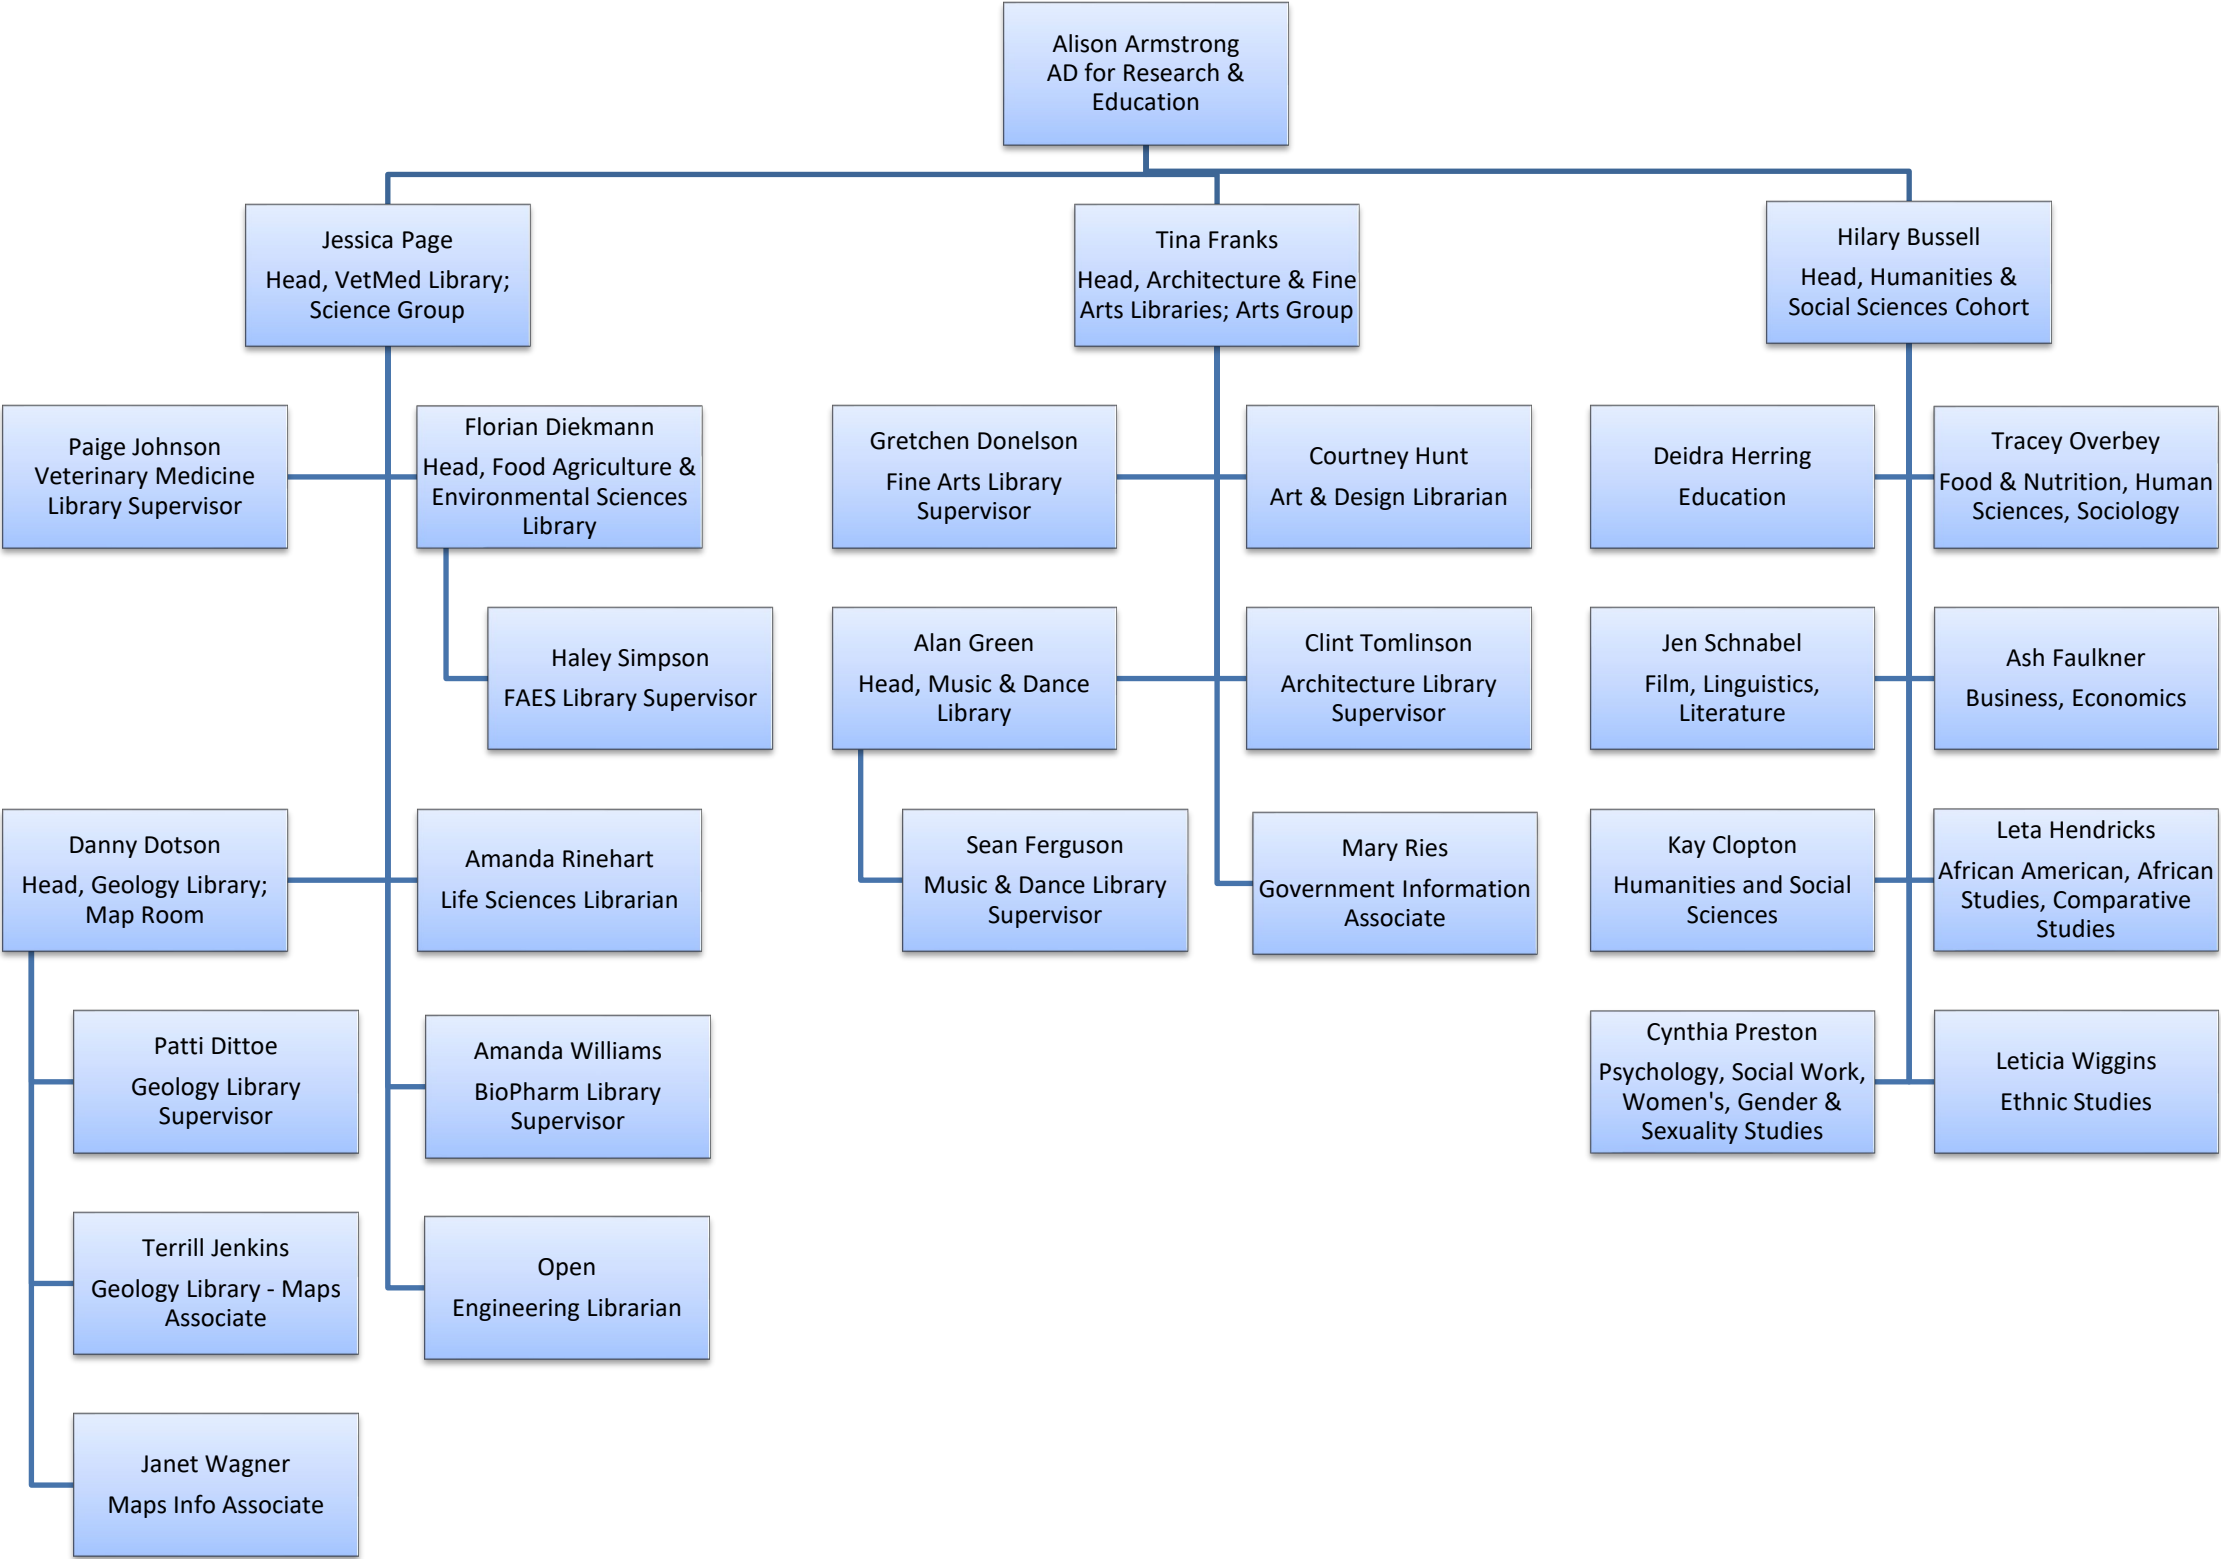 Alison Armstrong
AD for Research &
Education
Jessica Page
Head, VetMed Library;
Science Group
Tina Franks
Head, Architecture & Fine
Arts Libraries; Arts Group
Hilary Bussell
Head, Humanities &
Social Sciences Cohort
Paige Johnson
Veterinary Medicine
Library Supervisor
Florian Diekmann
Head, Food Agriculture &
Environmental Sciences
Library
Haley Simpson
FAES Library Supervisor
Danny Dotson
Head, Geology Library;
Map Room
Amanda Rinehart
Life Sciences Librarian
Patti Dittoe
Geology Library
Supervisor
Amanda Williams
BioPharm Library
Supervisor
Terrill Jenkins
Geology Library - Maps
Associate
Open
Engineering Librarian
Janet Wagner
Maps Info Associate
Gretchen Donelson
Fine Arts Library
Supervisor
Courtney Hunt
Art & Design Librarian
Alan Green
Head, Music & Dance
Library
Clint Tomlinson
Architecture Library
Supervisor
Sean Ferguson
Music & Dance Library
Supervisor
Mary Ries
Government Information
Associate
Deidra Herring
Education
Tracey Overbey
Food & Nutrition, Human
Sciences, Sociology
Jen Schnabel
Film, Linguistics,
Literature
Ash Faulkner
Business, Economics
Kay Clopton
Humanities and Social
Sciences
Leta Hendricks
African American, African
Studies, Comparative
Studies
Cynthia Preston
Psychology, Social Work,
Women's, Gender &
Sexuality Studies
Leticia Wiggins
Ethnic Studies